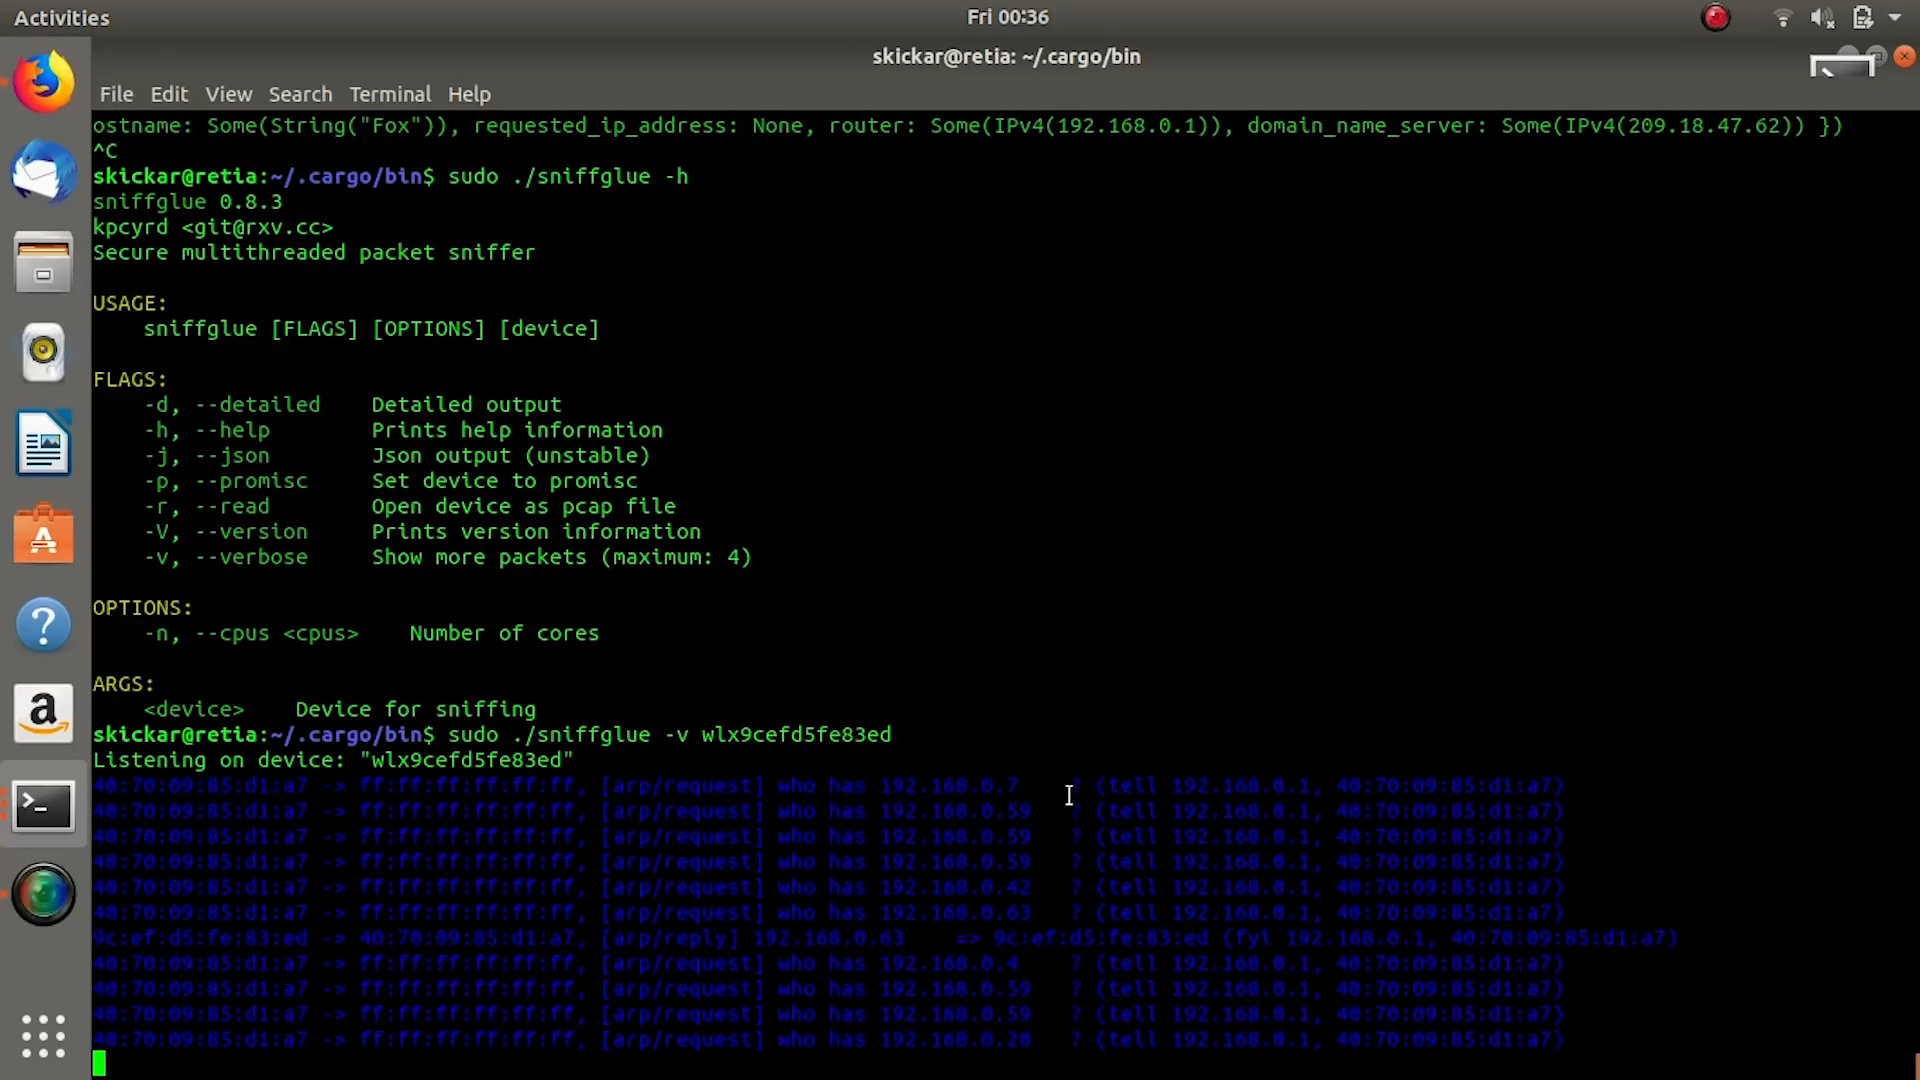 Activities
Fri 00:36
skickar@retia: ~/.cargo/bin
File Edit View Search Terminal Help
ostname: Some(String("Fox")), requested_ip_address: None, router: Some(IPv4(192.168.0.1)), domain_name_server: Some(IPv4(209.18.47.62)) })
^C
skickar@retia:~/.cargo/bin$ sudo ./sniffglue -h
sniffglue 0.8.3
kpcyrd <git@rxv.cc>
Secure multithreaded packet sniffer
USAGE:
sniffglue [FLAGS] [OPTIONS] [device]
FLAGS:
-d, --detailed Detailed output
-h, --help Prints help information
-j, --json Json output (unstable)
-p, --promisc Set device to promisc
-r, --read Open device as pcap file
-V, --version Prints version information
-v, --verbose Show more packets (maximum: 4)
OPTIONS:
-n, --cpus <cpus> Number of cores
ARGS:
<device> Device for sniffing
skickar@retia:~/.cargo/bin$ sudo ./sniffglue -v wlx9cefd5fe83ed
Listening on device: "wlx9cefd5fe83ed"
40:70:09:85:d1:a7 -> ff:ff:ff:ff:ff:ff, [arp/request] who has 192.168.0.7 ? (tell 192.168.0.1, 40:70:09:85:d1:a7)
40:70:09:85:d1:a7 -> ff:ff:ff:ff:ff:ff, [arp/request] who has 192.168.0.59 ? (tell 192.168.0.1, 40:70:09:85:d1:a7)
40:70:09:85:d1:a7 -> ff:ff:ff:ff:ff:ff, [arp/request] who has 192.168.0.59 ? (tell 192.168.0.1, 40:70:09:85:d1:a7)
40:70:09:85:d1:a7 -> ff:ff:ff:ff:ff:ff, [arp/request] who has 192.168.0.59 ? (tell 192.168.0.1, 40:70:09:85:d1:a7)
40:70:09:85:d1:a7 -> ff:ff:ff:ff:ff:ff, [arp/request] who has 192.168.0.42 ? (tell 192.168.0.1, 40:70:09:85:d1:a7)
40:70:09:85:d1:a7 -> ff:ff:ff:ff:ff:ff, [arp/request] who has 192.168.0.63 ? (tell 192.168.0.1, 40:70:09:85:d1:a7)
9c:ef:d5:fe:83:ed -> 40:70:09:85:d1:a7, [arp/reply] 192.168.0.63 => 9c:ef:d5:fe:83:ed (fyi 192.168.0.1, 40:70:09:85:d1:a7)
40:70:09:85:d1:a7 -> ff:ff:ff:ff:ff:ff, [arp/request] who has 192.168.0.4 ? (tell 192.168.0.1, 40:70:09:85:d1:a7)
40:70:09:85:d1:a7 -> ff:ff:ff:ff:ff:ff, [arp/request] who has 192.168.0.59 ? (tell 192.168.0.1, 40:70:09:85:d1:a7)
40:70:09:85:d1:a7 -> ff:ff:ff:ff:ff:ff, [arp/request] who has 192.168.0.59 ? (tell 192.168.0.1, 40:70:09:85:d1:a7)
40:70:09:85:d1:a7 -> ff:ff:ff:ff:ff:ff, [arp/request] who has 192.168.0.20 ? (tell 192.168.0.1, 40:70:09:85:d1:a7)